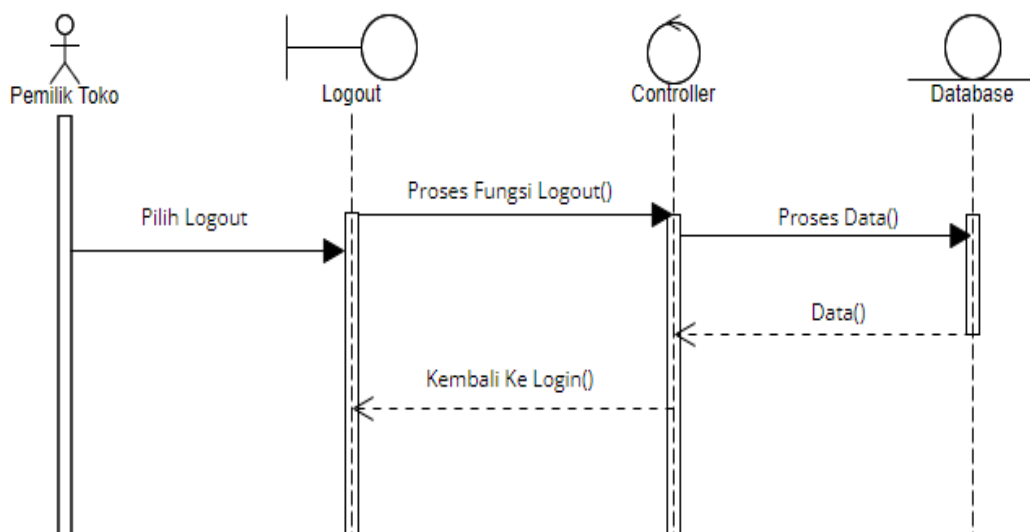 Pemilik Toko
Logout
Controller
Database
Proses Fungsi Logout()
Pilih Logout
Proses Data()
Data()
Kembali Ke Login()